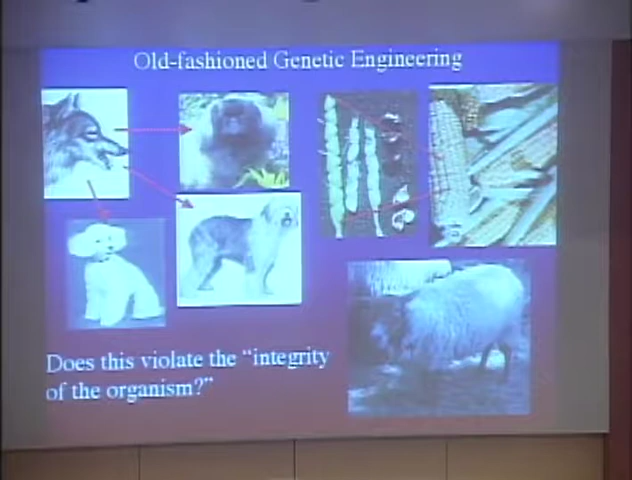 Old-fashioned Genetic Engineering
Does this violate the “integrity
of the organism?”